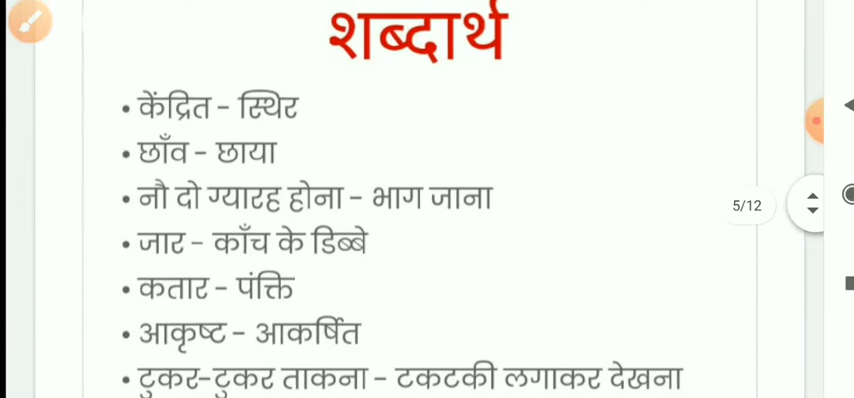 शब्दार्थ
• केंद्रित - स्थिर
• छाँव - छाया
• नौ दो ग्यारह होना - भाग जाना
5/12
• जार - काँच के डिब्बे
• कतार - पंक्ति
• आकृष्ट - आकर्षित
• टुकर-टुकर ताकना - टकटकी लगाकर देखना